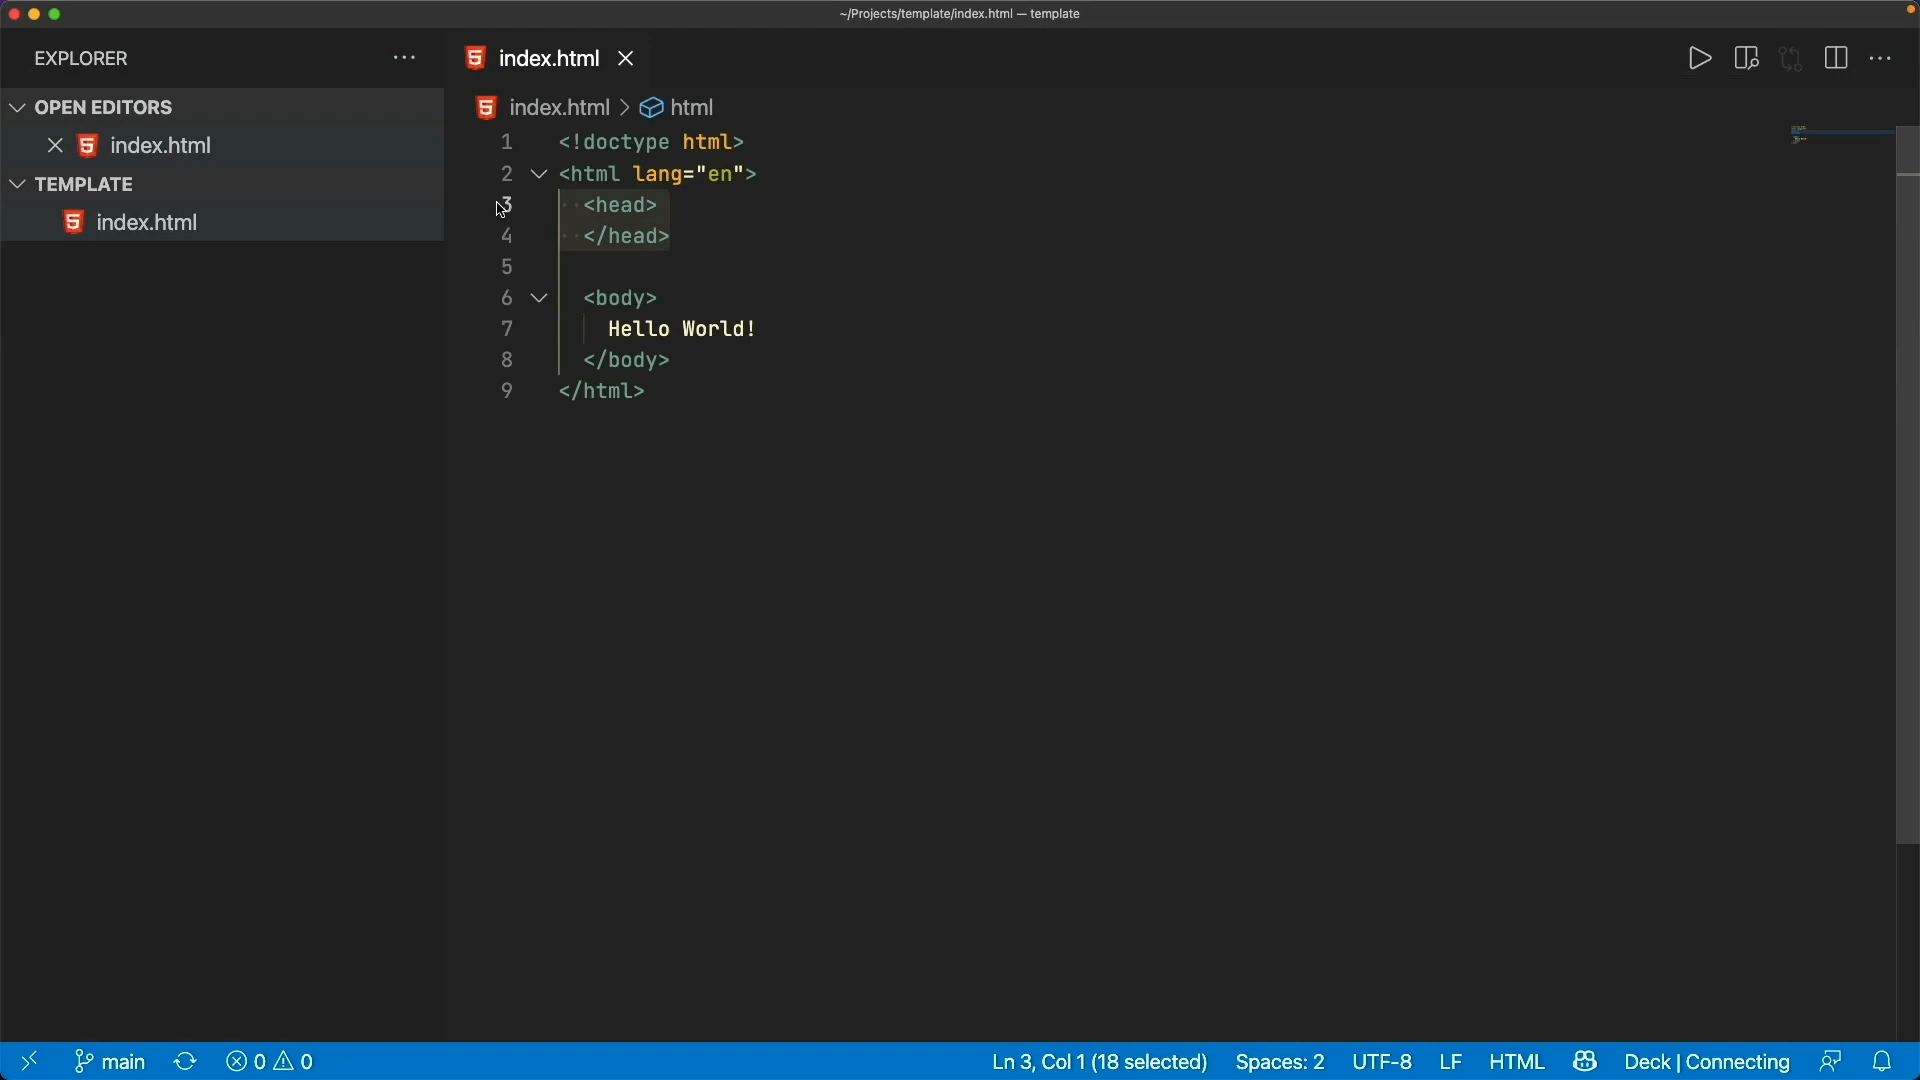 ~/Projects/template/index.html — template
EXPLORER
OPEN EDITORS
index.html
TEMPLATE
index.html
index.html
index.html > html
1 <!doctype html>
2 <html lang="en">
3 <head>
4 </head>
5
6 <body>
7 Hello World!
8 </body>
9 </html>
main 0 0 Ln 3, Col 1 (18 selected) Spaces: 2 UTF-8 LF HTML Deck | Connecting